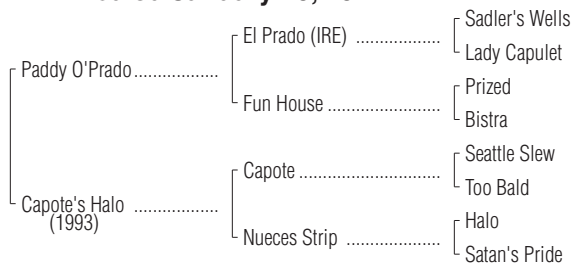 Sadler's Wells
El Prado (IRE) ...................
Lady Capulet
Paddy O'Prado.................
Prized
Fun House .........................
Bistra
Seattle Slew
Capote ...............................
Too Bald
Capote's Halo .................
(1993)
Halo
Nueces Strip .....................
Satan's Pride